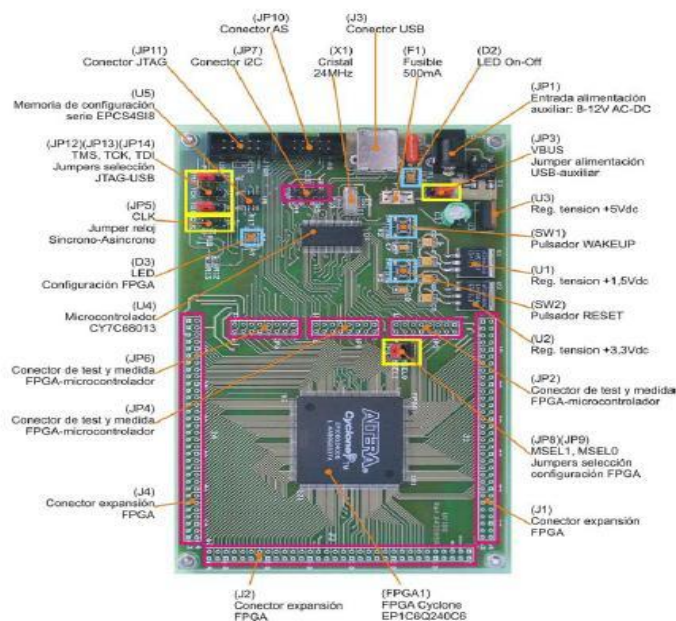 (JP10)
Conector AS
(J3)
Conector USB
(JP11)
Conector JTAG
(JP7)
Conector I2C
(X1)
Cristal
24MHz
(F1)
Fusible
500mA
(D2)
LED On-Off
(U5)
Memoria de configuración
serie EPCS4SI8
(JP12)(JP13)(JP14)
TMS, TCK, TDI
Jumpers selección
JTAG-USB
(JP5)
CLK
Jumper reloj
Sincrono-Asincrono
(D3)
LED
Configuración FPGA
(U4)
Microcontrolador
CY7C68013
(JP6)
Conector de test y medida
FPGA-microcontrolador
(JP4)
Conector de test y medida
FPGA-microcontrolador
(J4)
Conector expansión
FPGA
(J2)
Conector expansión
FPGA
(JP1)
Entrada alimentación
auxiliar: 8-12V AC-DC
(JP3)
VBUS
Jumper alimentación
USB-auxiliar
(U3)
Reg. tension +5Vdc
(SW1)
Pulsador WAKEUP
(U1)
Reg. tension +1,5Vdc
(SW2)
Pulsador RESET
(U2)
Reg. tension +3,3Vdc
(JP2)
Conector de test y medida
FPGA-microcontrolador
(JP8)(JP9)
MSEL1, MSEL0
Jumpers selección
configuración FPGA
(J1)
Conector expansión
FPGA
(FPGA1)
FPGA Cyclone
EP1C6Q240C6
ALTERA
Cyclone